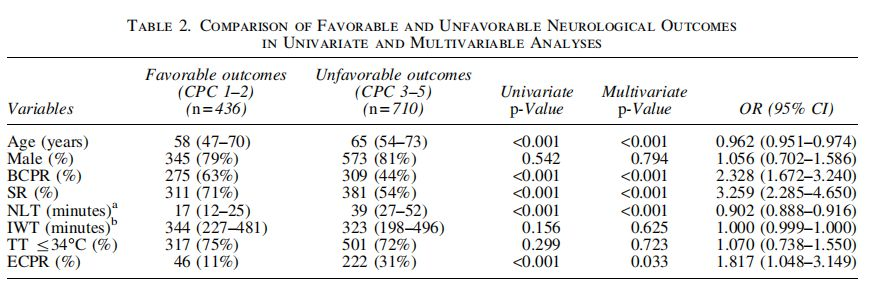 TABLE 2. COMPARISON OF FAVORABLE AND UNFAVORABLE NEUROLOGICAL OUTCOMES
IN UNIVARIATE AND MULTIVARIABLE ANALYSES
Variables Favorable outcomes (CPC 1–2) (n=436) Unfavorable outcomes (CPC 3–5) (n=710) Univariate p-Value Multivariate p-Value OR (95% CI)
Age (years) 58 (47–70) 65 (54–73) <0.001 <0.001 0.962 (0.951–0.974)
Male (%) 345 (79%) 573 (81%) 0.542 0.794 1.056 (0.702–1.586)
BCPR (%) 275 (63%) 309 (44%) <0.001 <0.001 2.328 (1.672–3.240)
SR (%) 311 (71%) 381 (54%) <0.001 <0.001 3.259 (2.285–4.650)
NLT (minutes)a 17 (12–25) 39 (27–52) <0.001 <0.001 0.902 (0.888–0.916)
IWT (minutes)b 344 (227–481) 323 (198–496) 0.156 0.625 1.000 (0.999–1.000)
TT ≤34°C (%) 317 (75%) 501 (72%) 0.299 0.723 1.070 (0.738–1.550)
ECPR (%) 46 (11%) 222 (31%) <0.001 0.033 1.817 (1.048–3.149)